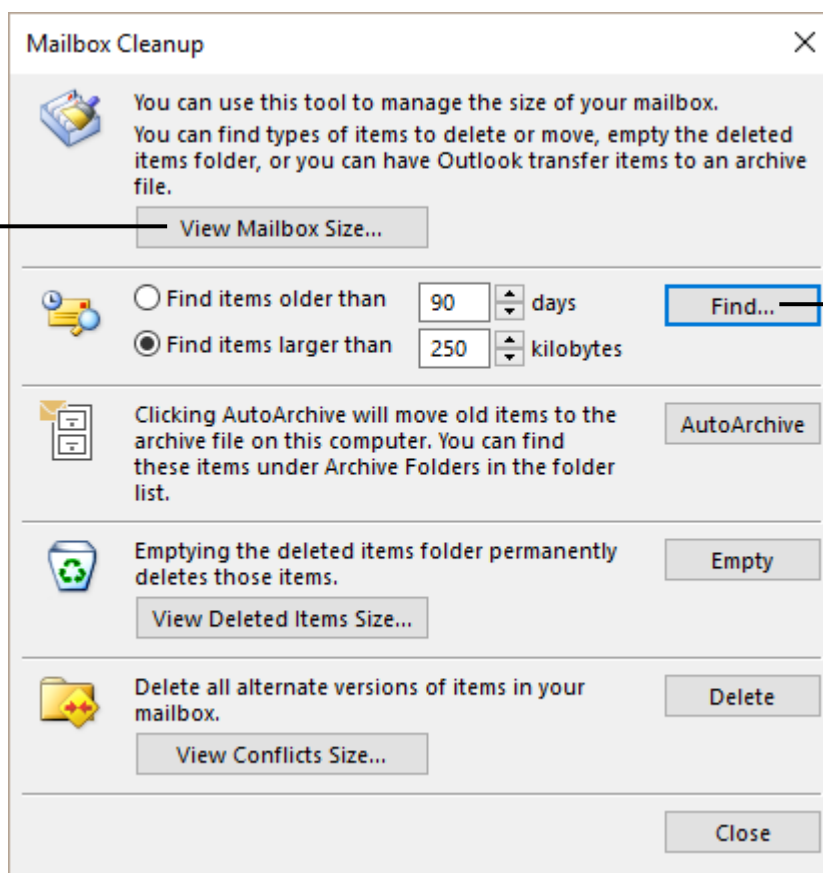 Mailbox Cleanup
You can use this tool to manage the size of your mailbox.
You can find types of items to delete or move, empty the deleted
items folder, or you can have Outlook transfer items to an archive
file.
View Mailbox Size...
Find items older than 90 days
Find...
Find items larger than 250 kilobytes
Clicking AutoArchive will move old items to the
archive file on this computer. You can find
these items under Archive Folders in the folder
list.
AutoArchive
Emptying the deleted items folder permanently
deletes those items.
Empty
View Deleted Items Size...
Delete all alternate versions of items in your
mailbox.
Delete
View Conflicts Size...
Close